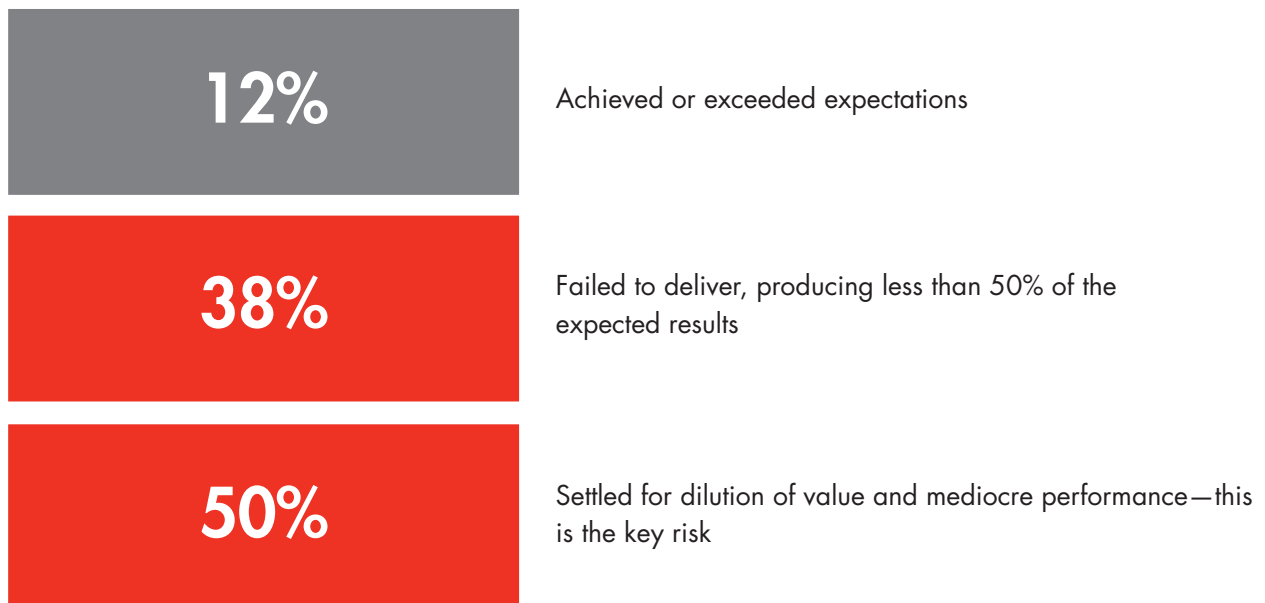 12%
Achieved or exceeded expectations
38%
Failed to deliver, producing less than 50% of the
expected results
50%
Settled for dilution of value and mediocre performance—this
is the key risk